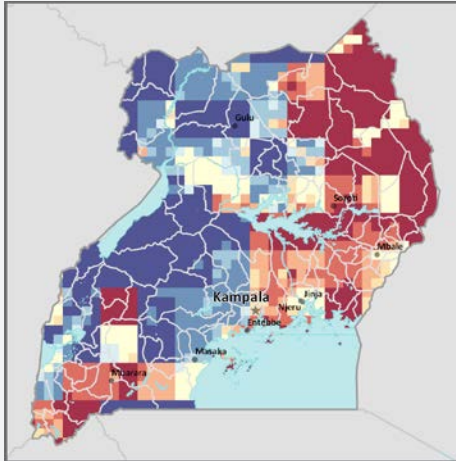 Gulu
Soroti
Mbale
Kampala
Jinja
Njeru
Entebbe
Masaka
Mbarara